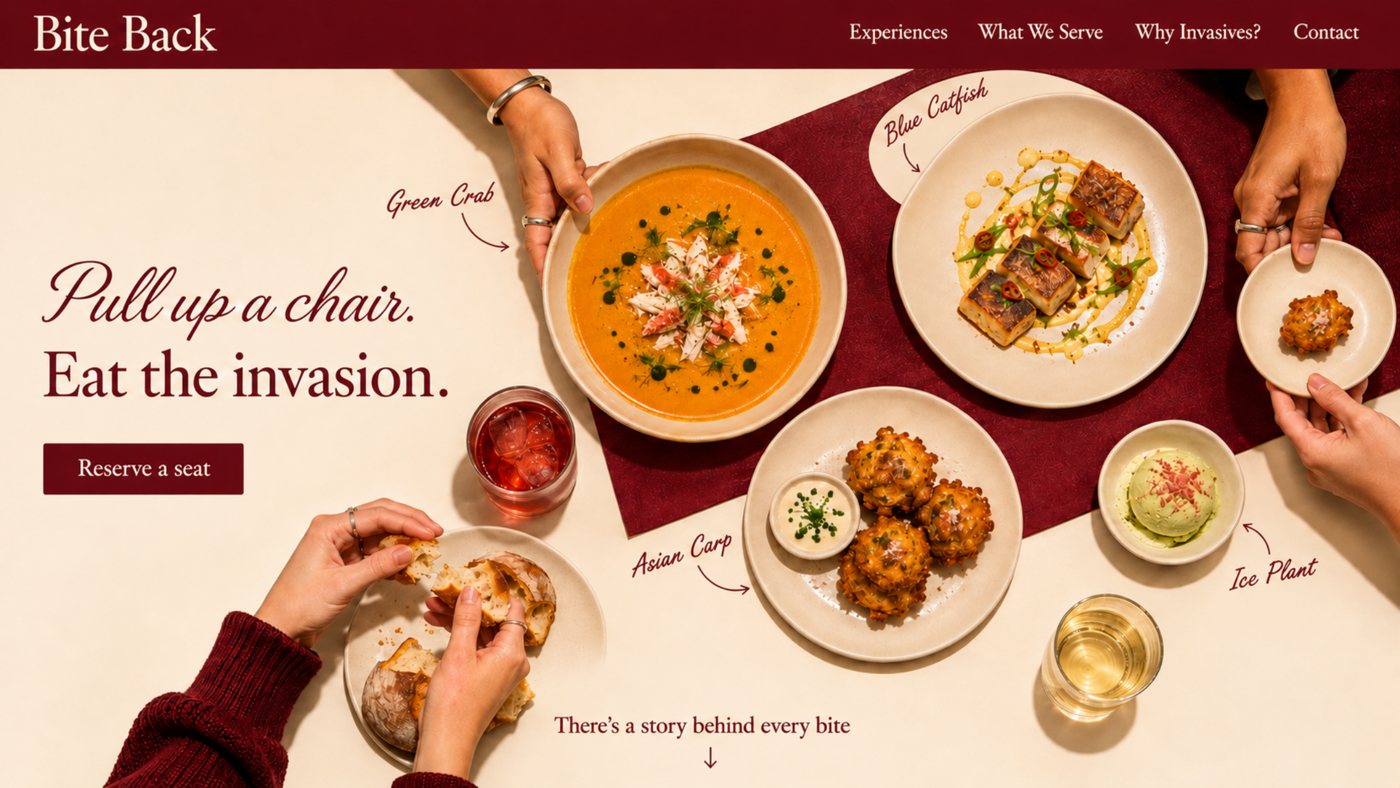 Bite Back
Experiences
What We Serve
Why Invasives?
Contact
Blue Catfish
Green Crab
Pull up a chair.
Eat the invasion.
Reserve a seat
Asian Carp
Ice Plant
There's a story behind every bite